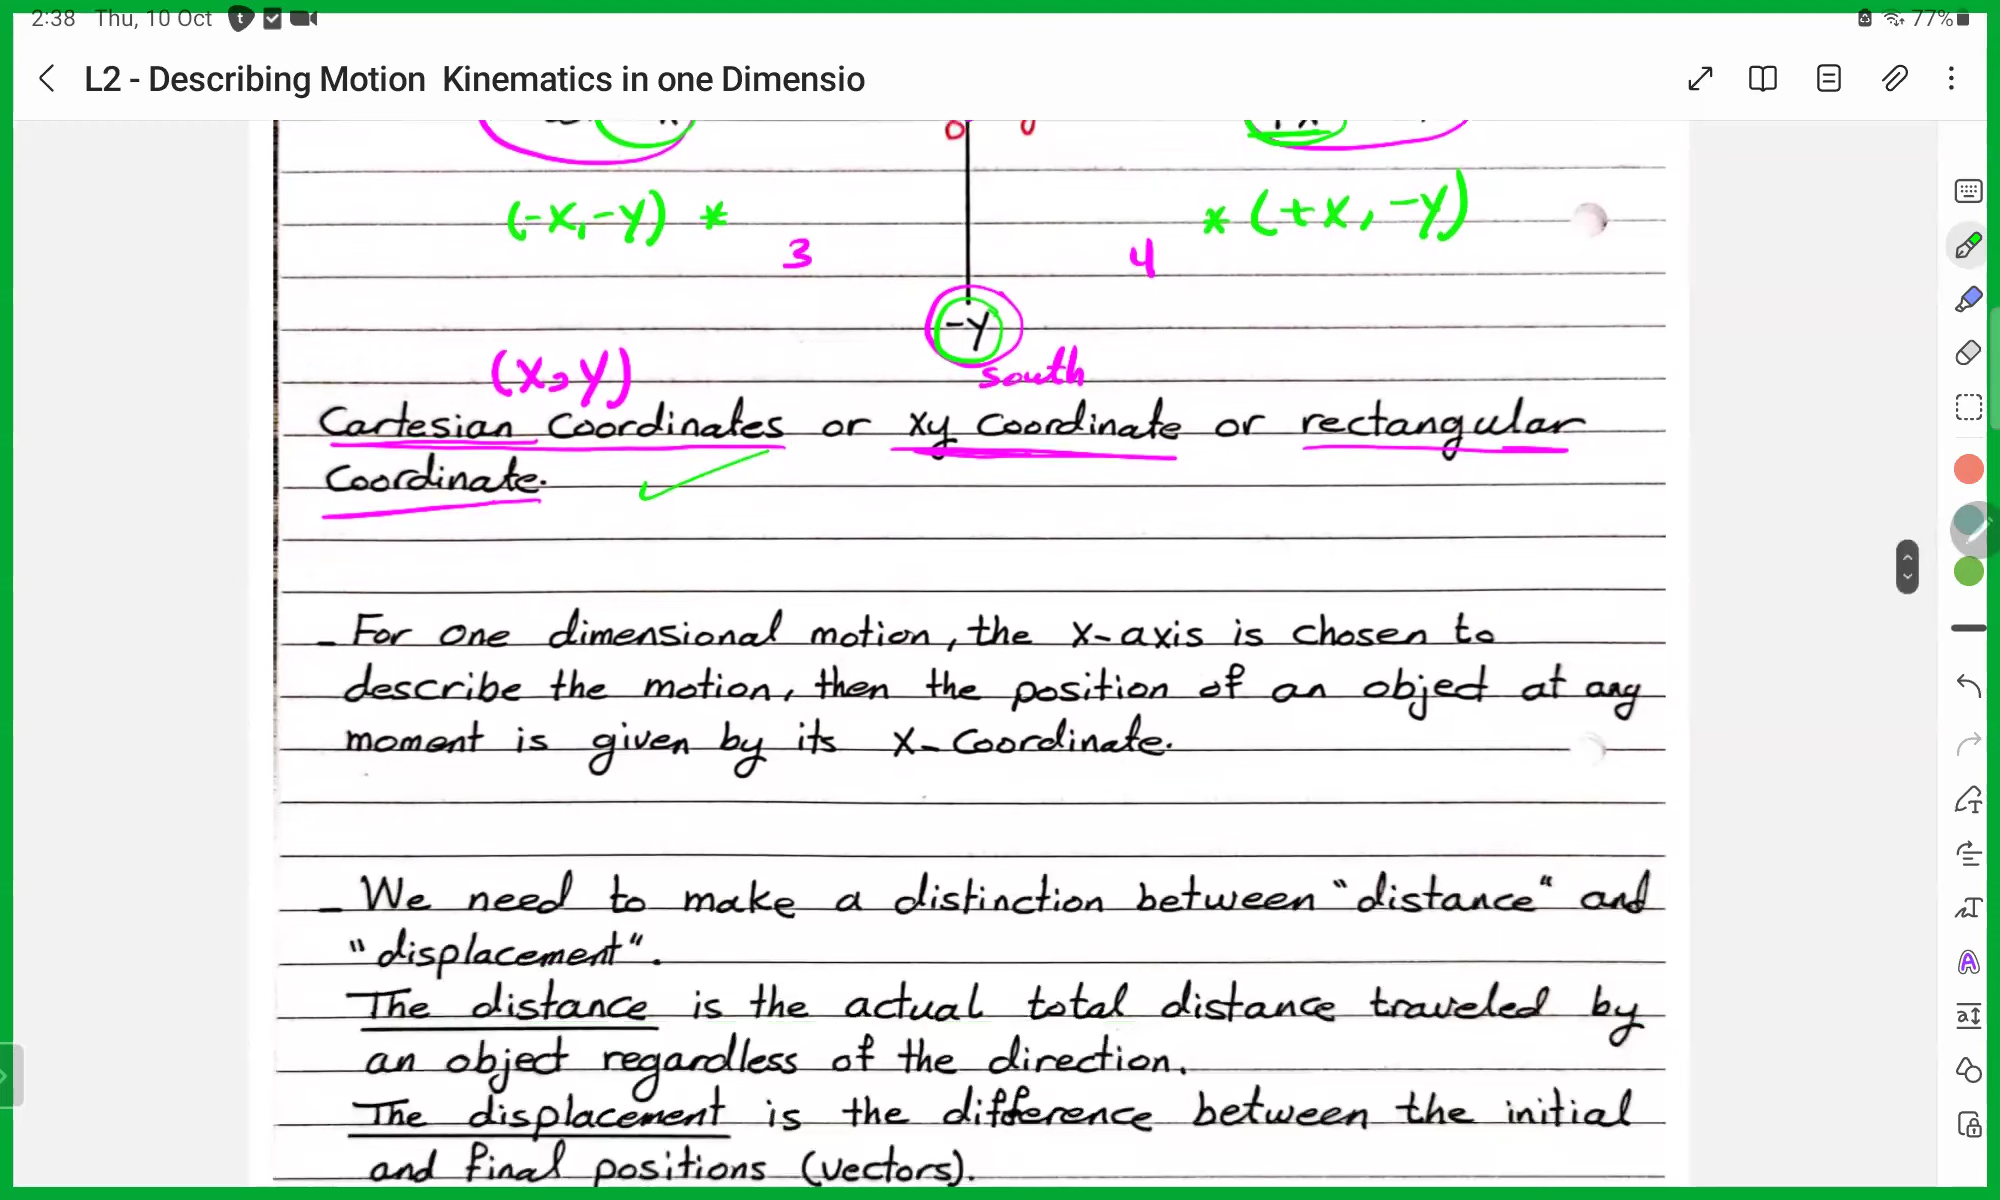 2:38 Thu, 10 Oct t 77%
L2 - Describing Motion Kinematics in one Dimensio
0
(-x,-y) * * (+x,-y)
3 4
-y
(x,y) south
Cartesian Coordinates or xy Coordinate or rectangular
Coordinate.
- For one dimensional motion, the x-axis is chosen to
describe the motion, then the position of an object at any
moment is given by its x-Coordinate.
- We need to make a distinction between "distance" and
"displacement".
The distance is the actual total distance traveled by
an object regardless of the direction.
The displacement is the difference between the initial
and final positions (vectors).